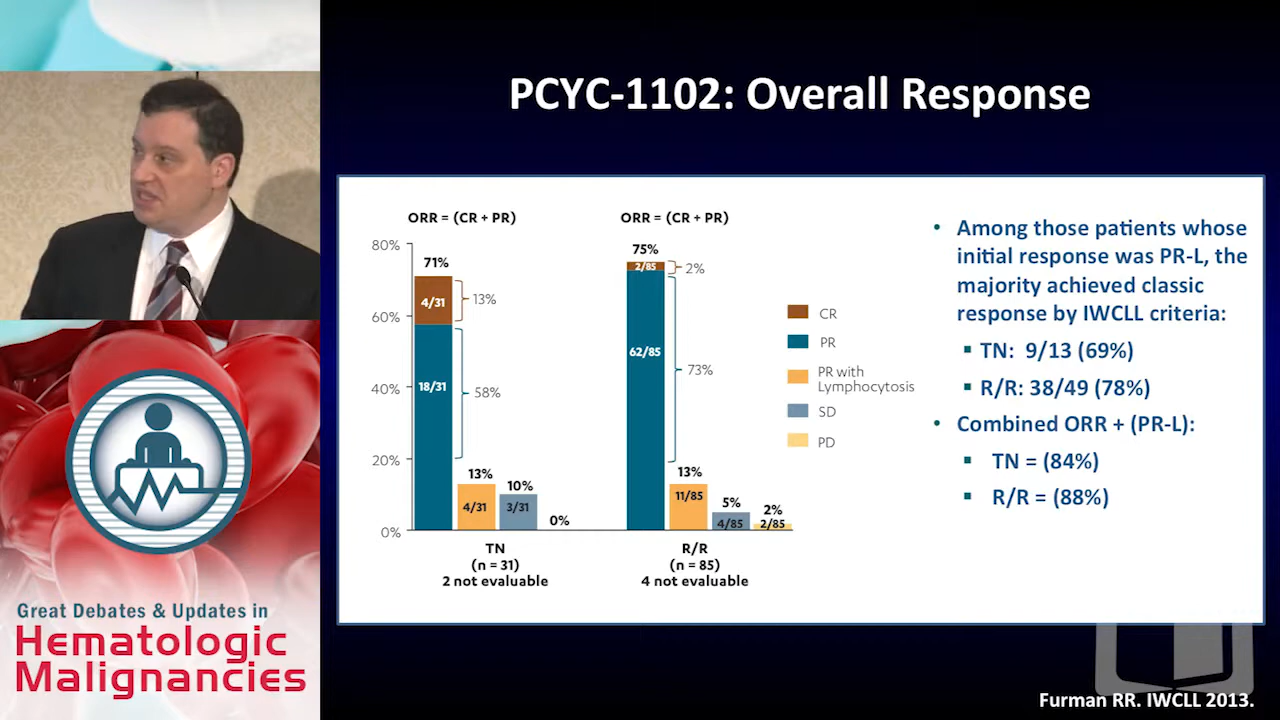 PCYC-1102: Overall Response
ORR = (CR + PR)
ORR = (CR + PR)
80%
60%
40%
20%
0%
71%
4/31
13%
18/31
58%
13%
4/31
10%
3/31
0%
TN
(n = 31)
2 not evaluable
75%
2/85
2%
62/85
73%
13%
11/85
5%
4/85
2%
2/85
R/R
(n = 85)
4 not evaluable
CR
PR
PR with
Lymphocytosis
SD
PD
• Among those patients whose
initial response was PR-L, the
majority achieved classic
response by IWCLL criteria:
▪ TN: 9/13 (69%)
▪ R/R: 38/49 (78%)
• Combined ORR + (PR-L):
▪ TN = (84%)
▪ R/R = (88%)
Furman RR. IWCLL 2013.
Great Debates & Updates in
Hematologic
Malignancies